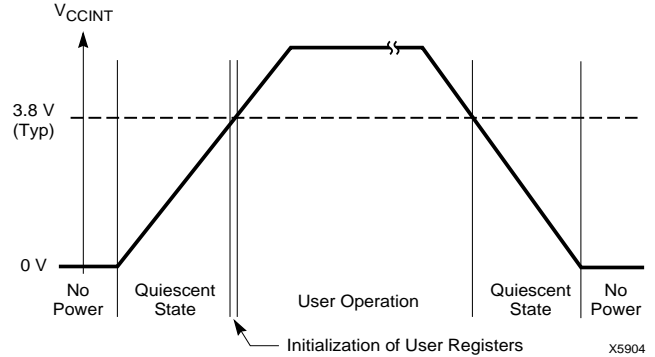 VCCINT
3.8 V
(Typ)
0 V
No
Power
Quiescent
State
User Operation
Quiescent
State
No
Power
Initialization of User Registers
X5904